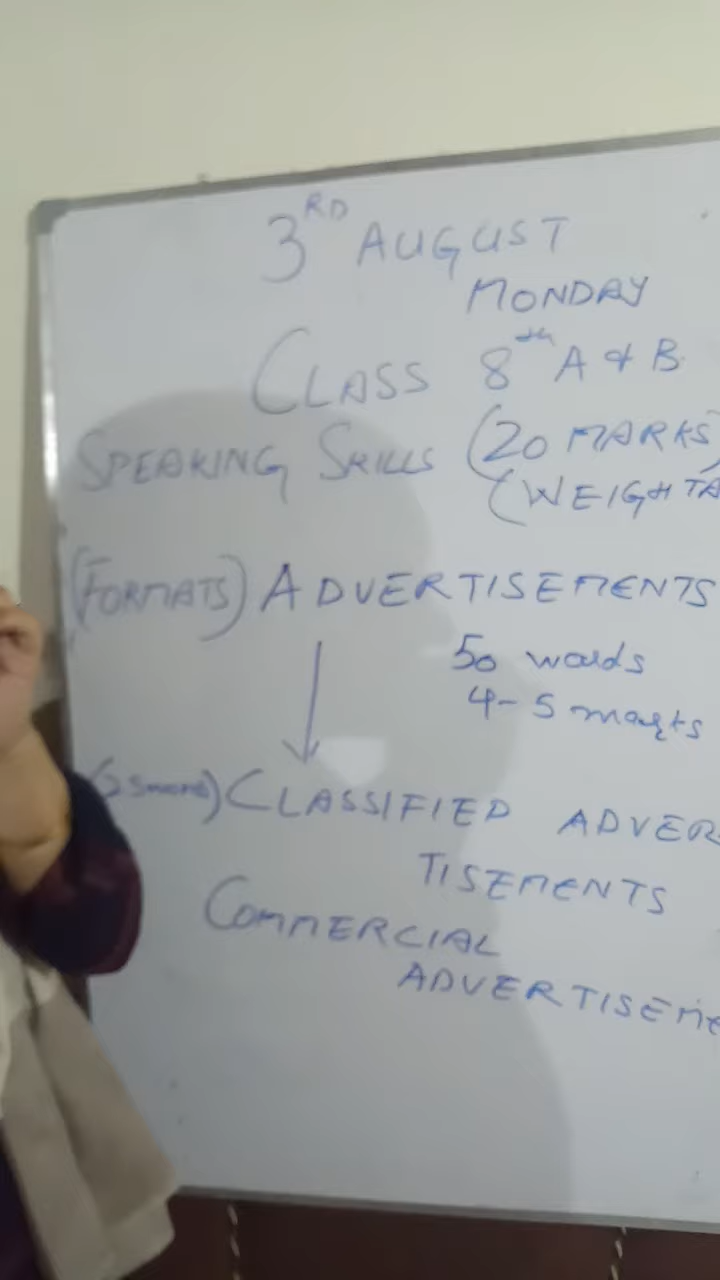 3RD AUGUST
MONDAY
CLASS 8th A & B
SPEAKING SKILLS (20 MARKS)
(WEIGHTA
(FORMATS) ADVERTISEMENTS
50 words
4-5 marks
CLASSIFIED ADVER
TISEMENTS
COMMERCIAL
ADVERTISEME